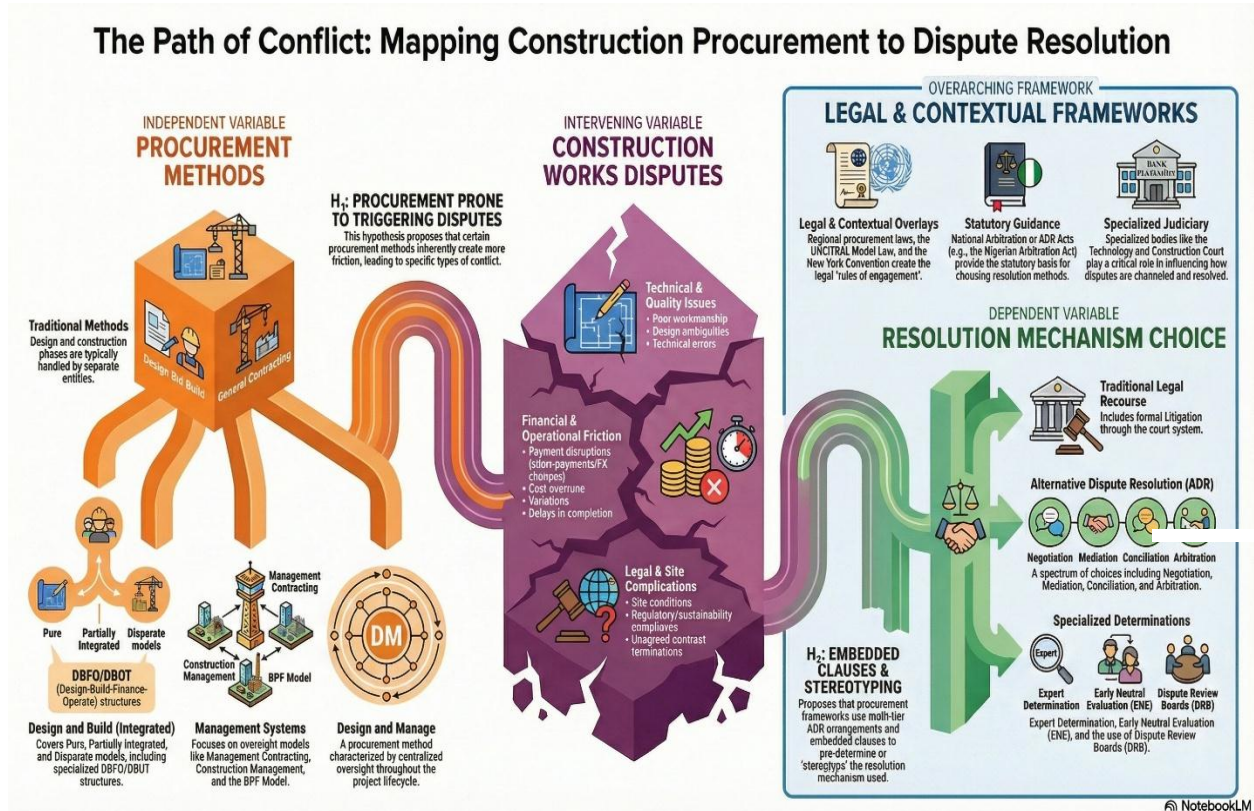 The Path of Conflict: Mapping Construction Procurement to Dispute Resolution
INDEPENDENT VARIABLE
PROCUREMENT
METHODS
Traditional Methods
Design and construction
phases are typically
handled by separate
entities.
Design Bid Build
General Contracting
H₁: PROCUREMENT PRONE
TO TRIGGERING DISPUTES
This hypothesis proposes that certain
procurement methods inherently create more
friction, leading to specific types of conflict.
Pure
Partially
Integrated
Disparate
models
DBFO/DBOT
(Design-Build-Finance-
Operate) structures
Design and Build (Integrated)
Covers Purs, Partially Integrated,
and Disparate models, including
specialized DBFO/DBUT
structures.
Management
Contracting
Construction
Management
BPF Model
Management Systems
Focuses on overeight models
like Management Contracting,
Construction Management,
and the BPF Model.
DM
Design and Manage
A procurement method
characterized by centralized
oversight throughout the
project lifecycle.
INTERVENING VARIABLE
CONSTRUCTION
WORKS DISPUTES
Technical &
Quality Issues
• Poor workmanship
• Design ambiguities
• Technical errors
Financial &
Operational Friction
• Payment disruptions
(sdorı-payments/FX
chonpes)
• Cost overrune
• Variations
• Delays in completion
Legal & Site
Complications
• Site conditions
• Regulatory/sustainability
compliaves
• Unagreed contrast
terminations
OVERARCHING FRAMEWORK
LEGAL & CONTEXTUAL FRAMEWORKS
Legal & Contextual Overlays
Regional procurement laws, the
UNCITRAL Model Law, and the
New York Convention create the
legal 'rules of engagement'.
Statutory Guidance
National Arbitration or ADR Acts
(e.g., the Nigerian Arbitration Act)
provide the statutory basis for
chousing resolution methods.
BANK
Specialized Judiciary
Specialized bodies like the
Technology and Construction Court
play a critical role in influencing how
disputes are channeled and resolved.
DEPENDENT VARIABLE
RESOLUTION MECHANISM CHOICE
Traditional Legal
Recourse
Includes formal Litigation
through the court system.
Alternative Dispute Resolution (ADR)
Negotiation Mediation Conciliation Arbitration
A spectrum of choices including Negotiation,
Mediation, Conciliation, and Arbitration.
Specialized Determinations
Expert
Expert
Determination
Early Neutral
Evaluation (ENE)
Dispute Review
Boards (DRB)
Expert Determination, Early Neutral Evaluation
(ENE), and the use of Dispute Review
Boards (DRB).
H₂: EMBEDDED
CLAUSES &
STEREOTYPING
Proposes that procurement
frameworks use molh-tier
ADR orrangements and
embedded clauses to
pre-determine or
'steregtyps' the resolution
mechanism used.
NotebookLM